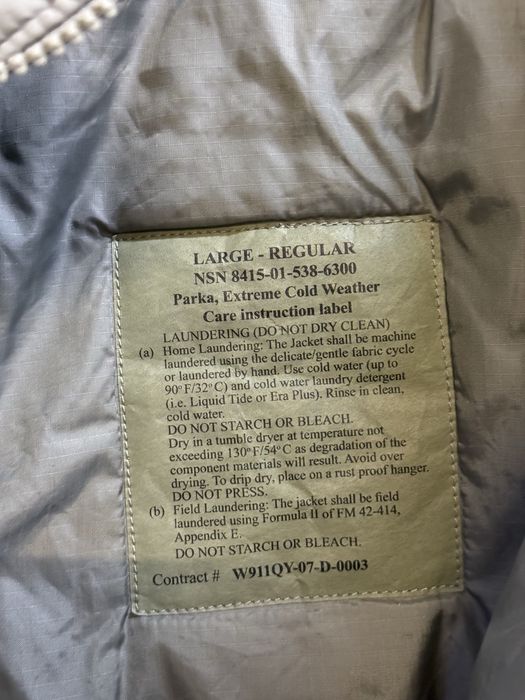 LARGE - REGULAR
NSN 8415-01-538-6300
Parka, Extreme Cold Weather
Care instruction label
LAUNDERING (DO NOT DRY CLEAN)
(a) Home Laundering: The Jacket shall be machine
laundered using the delicate/gentle fabric cycle
or laundered by hand. Use cold water (up to
90°F/32°C) and cold water laundry detergent
(i.e. Liquid Tide or Era Plus). Rinse in clean,
cold water.
DO NOT STARCH OR BLEACH.
Dry in a tumble dryer at temperature not
exceeding 130°F/54°C as degradation of the
component materials will result. Avoid over
drying. To drip dry, place on a rust proof hanger.
DO NOT PRESS.
(b) Field Laundering: The jacket shall be field
laundered using Formula II of FM 42-414,
Appendix E.
DO NOT STARCH OR BLEACH.
Contract # W911QY-07-D-0003